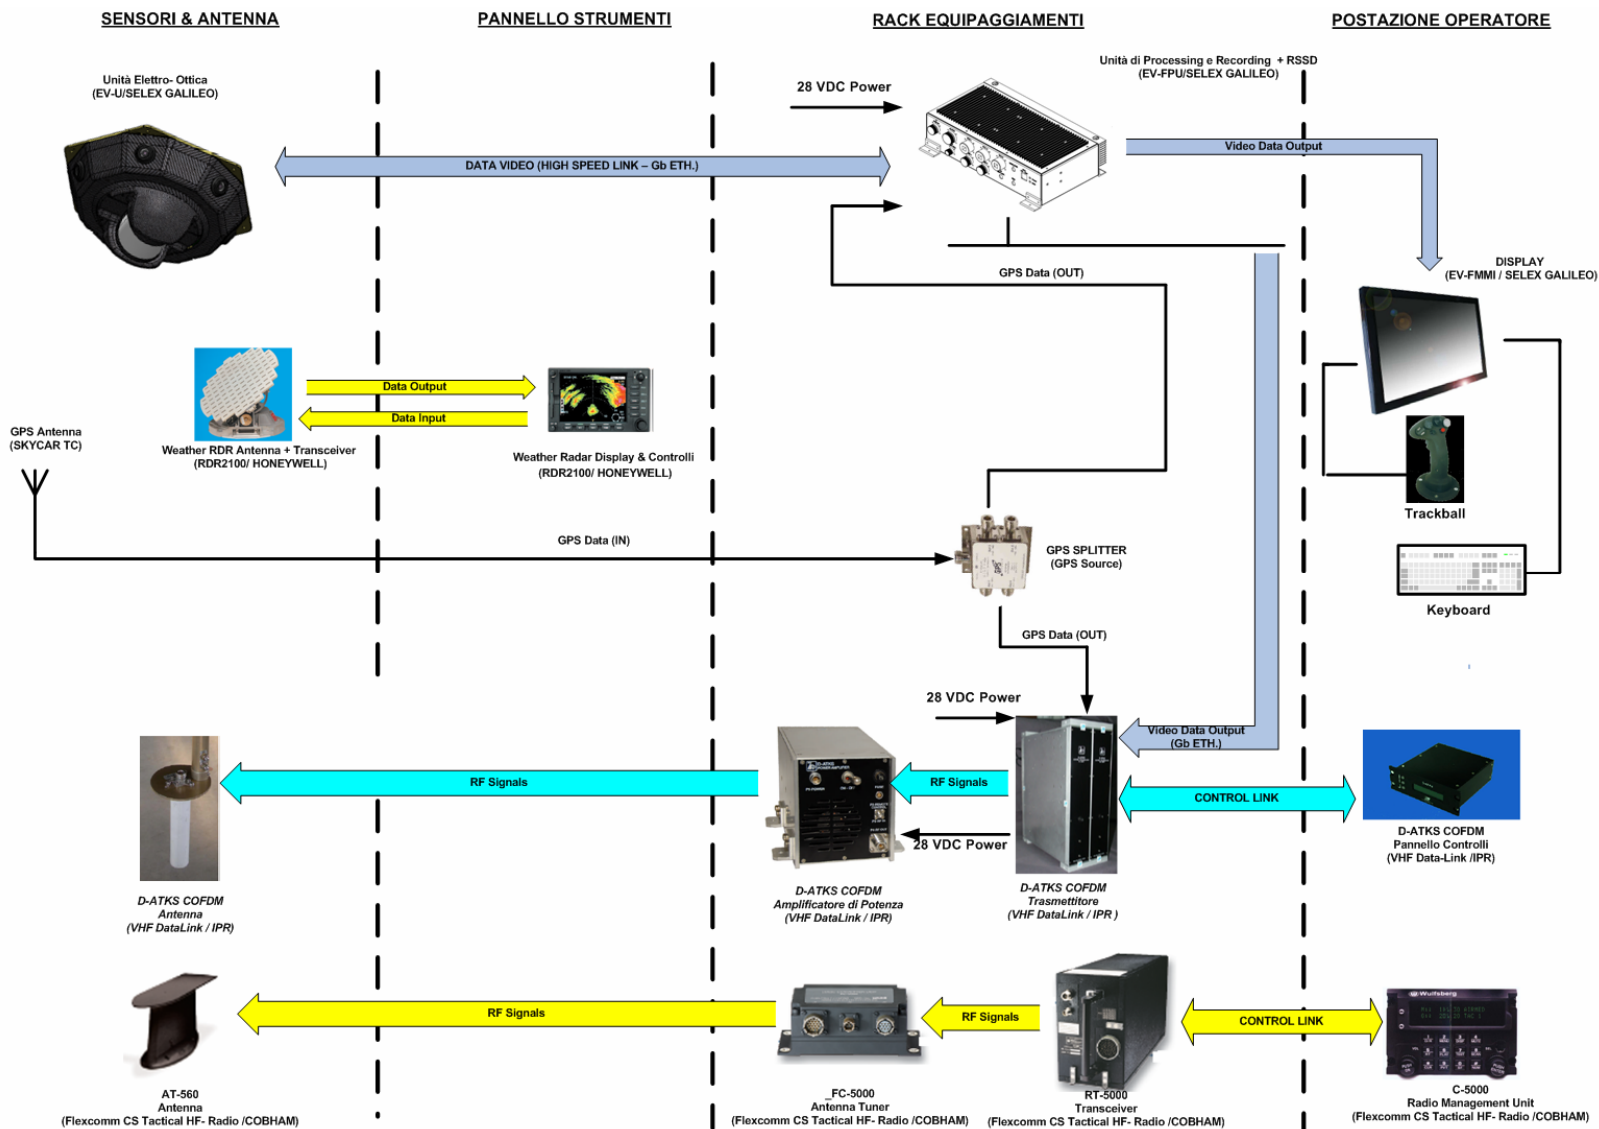 SENSORI & ANTENNA
PANNELLO STRUMENTI
RACK EQUIPAGGIAMENTI
POSTAZIONE OPERATORE
Unità Elettro- Ottica
(EV-U/SELEX GALILEO)
28 VDC Power
Unità di Processing e Recording + RSSD
(EV-FPU/SELEX GALILEO)
DATA VIDEO (HIGH SPEED LINK – Gb ETH.)
Video Data Output
GPS Data (OUT)
DISPLAY
(EV-FMMI / SELEX GALILEO)
Data Output
Data Input
GPS Antenna
(SKYCAR TC)
Weather RDR Antenna + Transceiver
(RDR2100/ HONEYWELL)
Weather Radar Display & Controlli
(RDR2100/ HONEYWELL)
Trackball
GPS Data (IN)
GPS SPLITTER
(GPS Source)
Keyboard
GPS Data (OUT)
28 VDC Power
Video Data Output
(Gb ETH.)
D-ATKS
POWER AMPLIFIER
RF Signals
RF Signals
CONTROL LINK
28 VDC Power
D-ATKS COFDM
Pannello Controlli
(VHF Data-Link /IPR)
D-ATKS COFDM
Antenna
(VHF DataLink / IPR)
D-ATKS COFDM
Amplificatore di Potenza
(VHF DataLink / IPR)
D-ATKS COFDM
Trasmettitore
(VHF DataLink / IPR )
Wulfsberg
RF Signals
RF Signals
CONTROL LINK
AT-560
Antenna
(Flexcomm CS Tactical HF- Radio /COBHAM)
_FC-5000
Antenna Tuner
(Flexcomm CS Tactical HF- Radio /COBHAM)
RT-5000
Transceiver
(Flexcomm CS Tactical HF- Radio /COBHAM)
C-5000
Radio Management Unit
(Flexcomm CS Tactical HF- Radio /COBHAM)